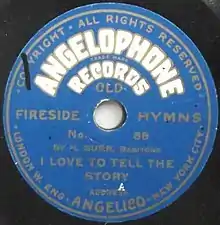 COPYRIGHT · ALL RIGHTS RESERVED
ANGELOPHONE
TRADE MARK
RECORDS
OLD
FIRESIDE HYMNS
No. 88
BY H. BURR, BARITONE
I LOVE TO TELL THE
STORY
ADDRESS
A
LONDON W. ENG. - ANGELICO - NEW YORK CITY